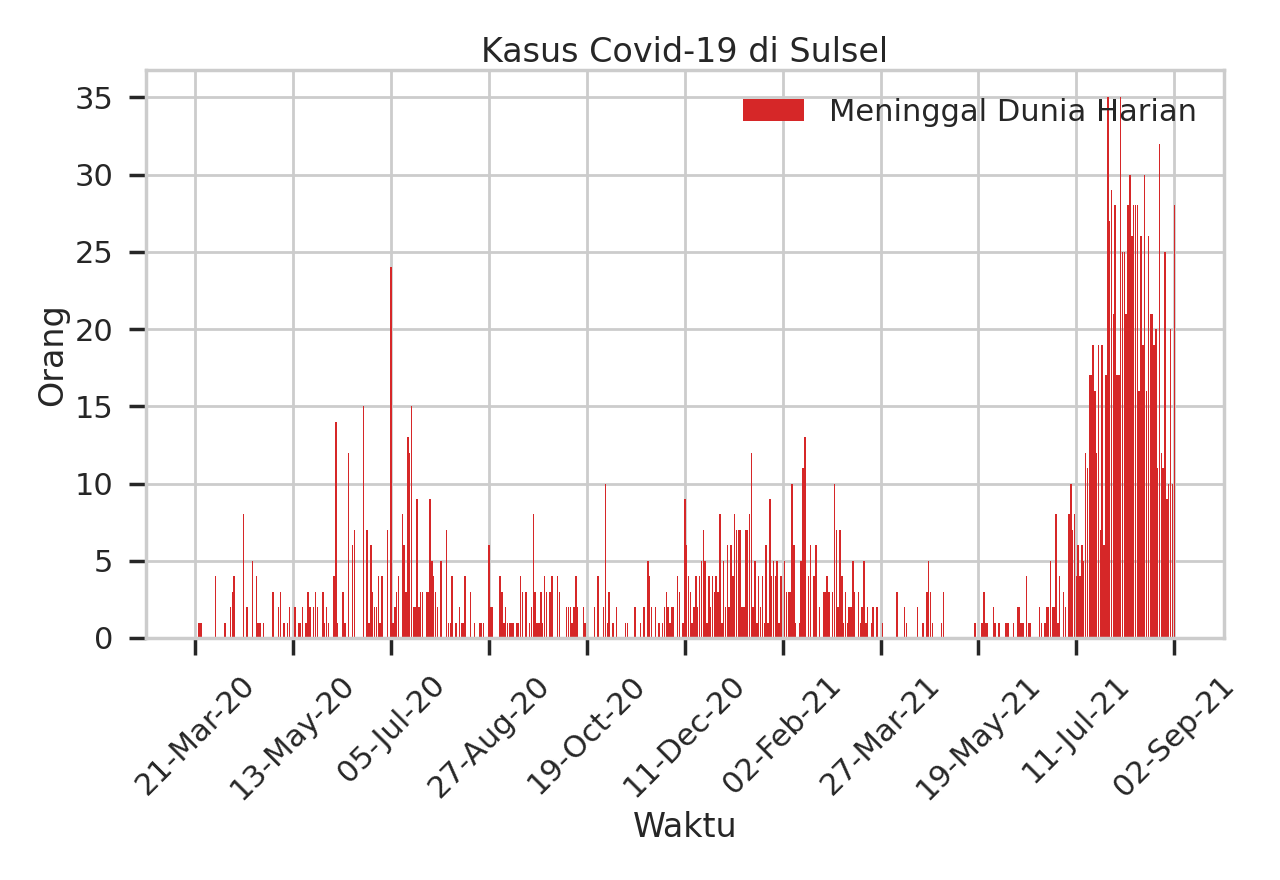 Kasus Covid-19 di Sulsel
Meninggal Dunia Harian
Orang
35
30
25
20
15
10
5
0
21-Mar-20
13-May-20
05-Jul-20
27-Aug-20
19-Oct-20
11-Dec-20
02-Feb-21
27-Mar-21
19-May-21
11-Jul-21
02-Sep-21
Waktu